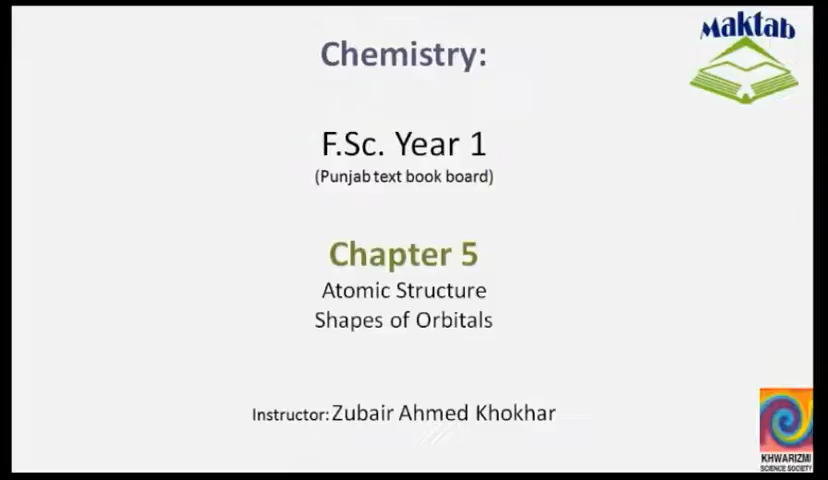 Maktab
Chemistry:
F.Sc. Year 1
(Punjab text book board)
Chapter 5
Atomic Structure
Shapes of Orbitals
Instructor: Zubair Ahmed Khokhar
KHWARIZMI
SCIENCE SOCIETY